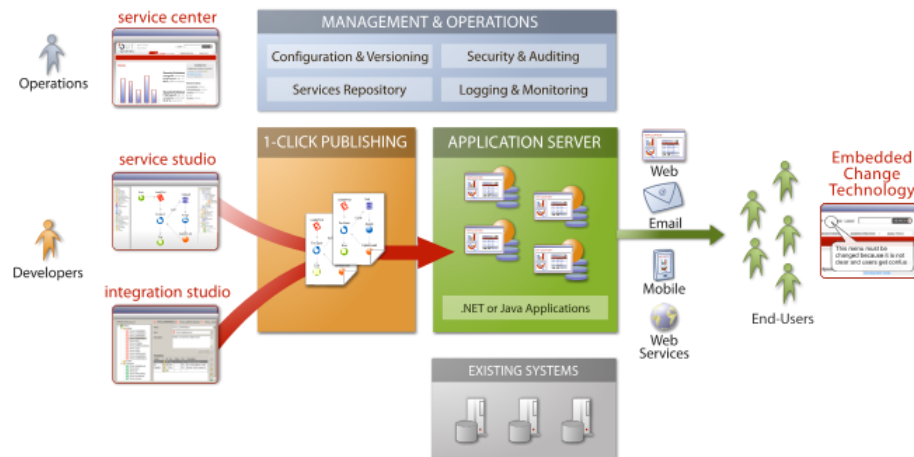 service center
MANAGEMENT & OPERATIONS
Configuration & Versioning
Security & Auditing
Services Repository
Logging & Monitoring
Operations
service studio
1-CLICK PUBLISHING
APPLICATION SERVER
Web
Email
Mobile
Web
Services
Embedded
Change
Technology
This menu must be
changed because it is not
clear and users get confus
Developers
integration studio
.NET or Java Applications
End-Users
EXISTING SYSTEMS